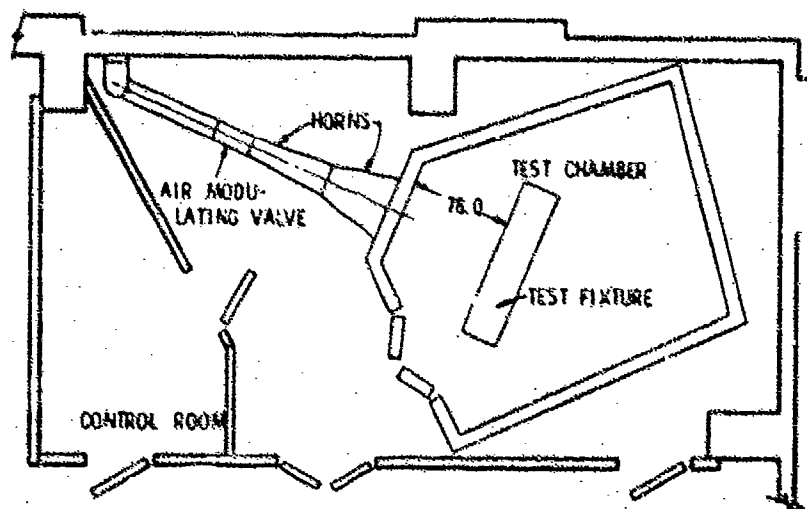 HORNS
AIR MODU-
LATING VALVE
TEST CHAMBER
76.0
TEST FIXTURE
CONTROL ROOM